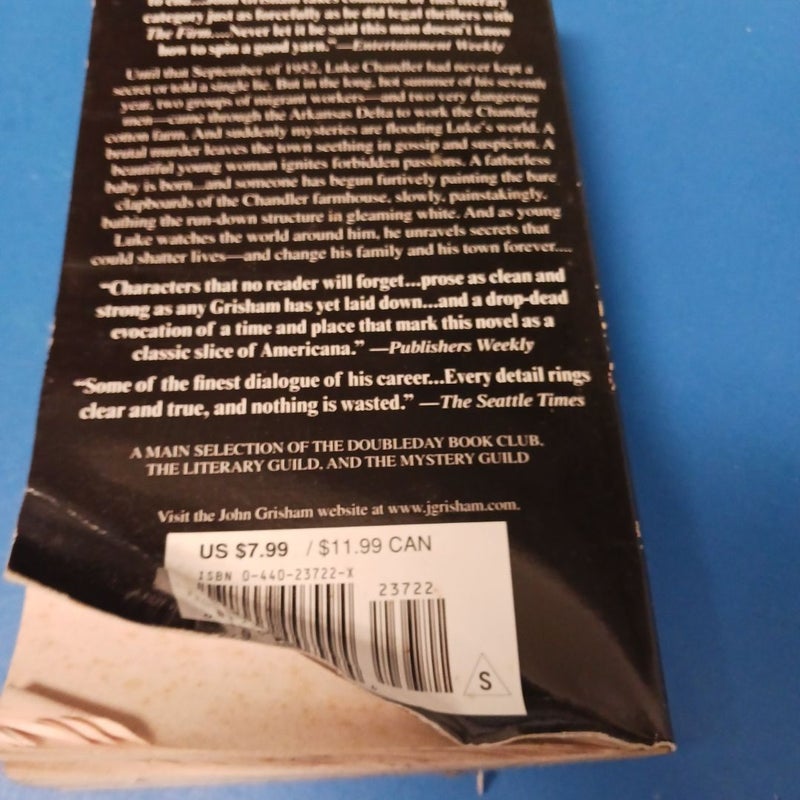 category just as forcefully as he did legal thrillers with
The Firm....Never let it be said this man doesn't know
how to spin a good yarn." —Entertainment Weekly
Until that September of 1952, Luke Chandler had never kept a
secret or told a single lie. But in the long, hot summer of his seventh
year, two groups of migrant workers—and two very dangerous
men—came through the Arkansas Delta to work the Chandler
cotton farm. And suddenly mysteries are flooding Luke's world. A
brutal murder leaves the town seething in gossip and suspicion. A
beautiful young woman ignites forbidden passions. A fatherless
baby is born...and someone has begun furtively painting the bare
clapboards of the Chandler farmhouse, slowly, painstakingly,
bathing the run-down structure in gleaming white. And as young
Luke watches the world around him, he unravels secrets that
could shatter lives—and change his family and his town forever....
"Characters that no reader will forget...prose as clean and
strong as any Grisham has yet laid down...and a drop-dead
evocation of a time and place that mark this novel as a
classic slice of Americana." —Publishers Weekly
"Some of the finest dialogue of his career...Every detail rings
clear and true, and nothing is wasted." —The Seattle Times
A MAIN SELECTION OF THE DOUBLEDAY BOOK CLUB,
THE LITERARY GUILD, AND THE MYSTERY GUILD
Visit the John Grisham website at www.jgrisham.com.
US $7.99 / $11.99 CAN
ISBN 0-440-23722-X
23722
S